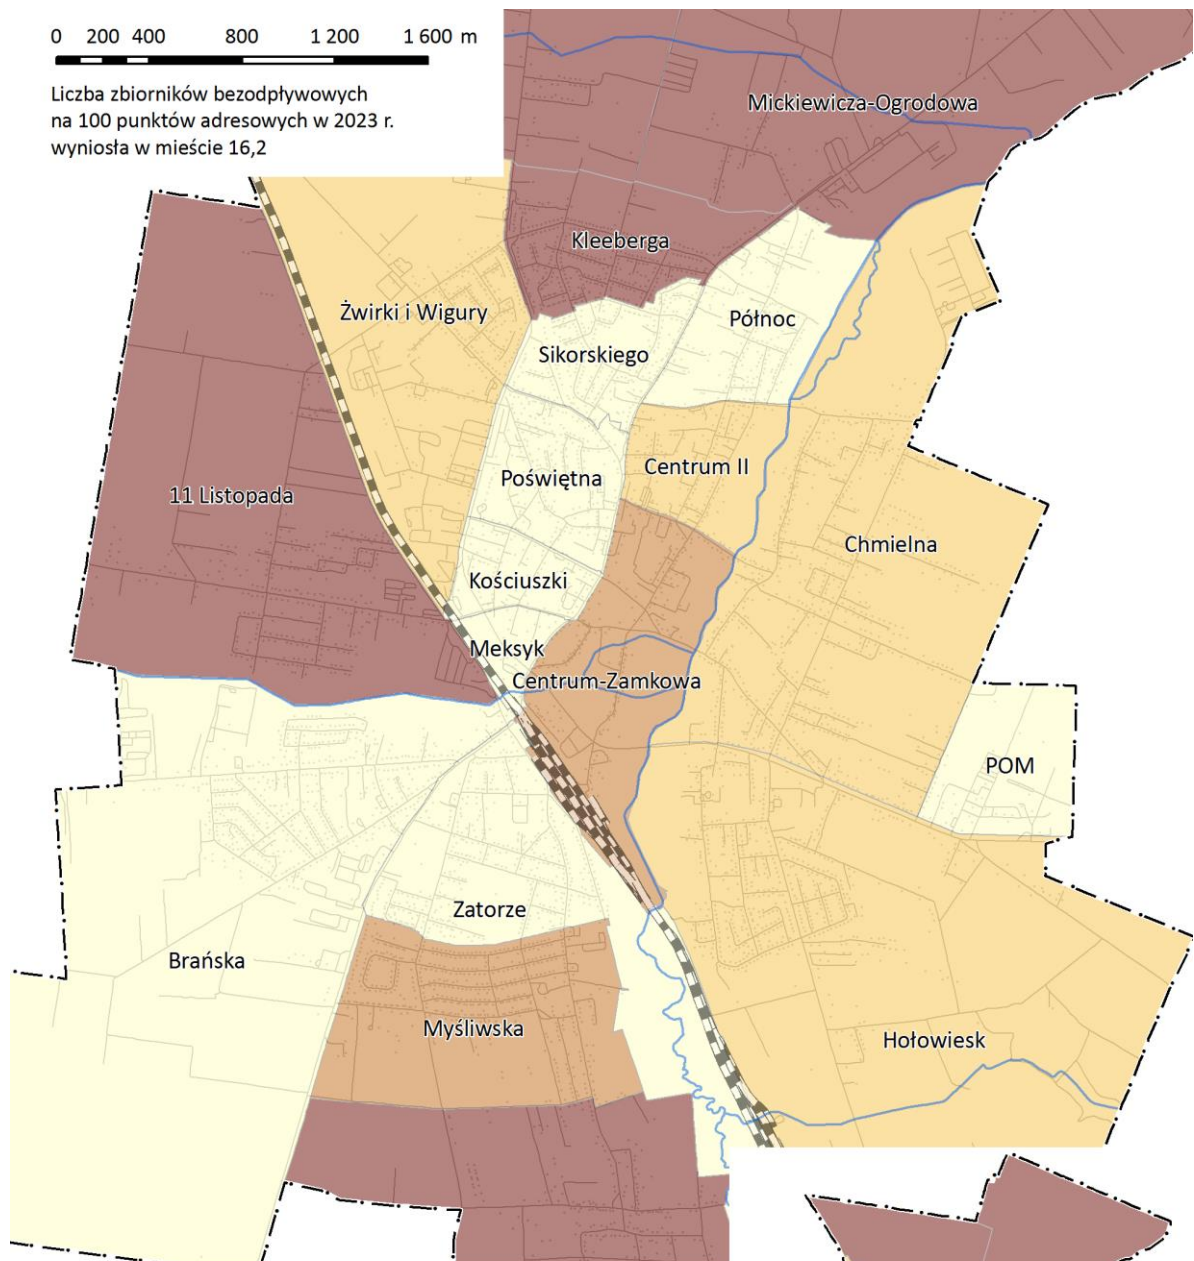 0 200 400 800 1 200 1 600 m
Liczba zbiorników bezodpływowych
na 100 punktów adresowych w 2023 r.
wyniosła w mieście 16,2
Mickiewicza-Ogrodowa
Kleeberga
Żwirki i Wigury
Północ
Sikorskiego
Centrum II
Poświętna
11 Listopada
Chmielna
Kościuszki
Meksyk
Centrum-Zamkowa
POM
Zatorze
Brańska
Myśliwska
Hołowiesk